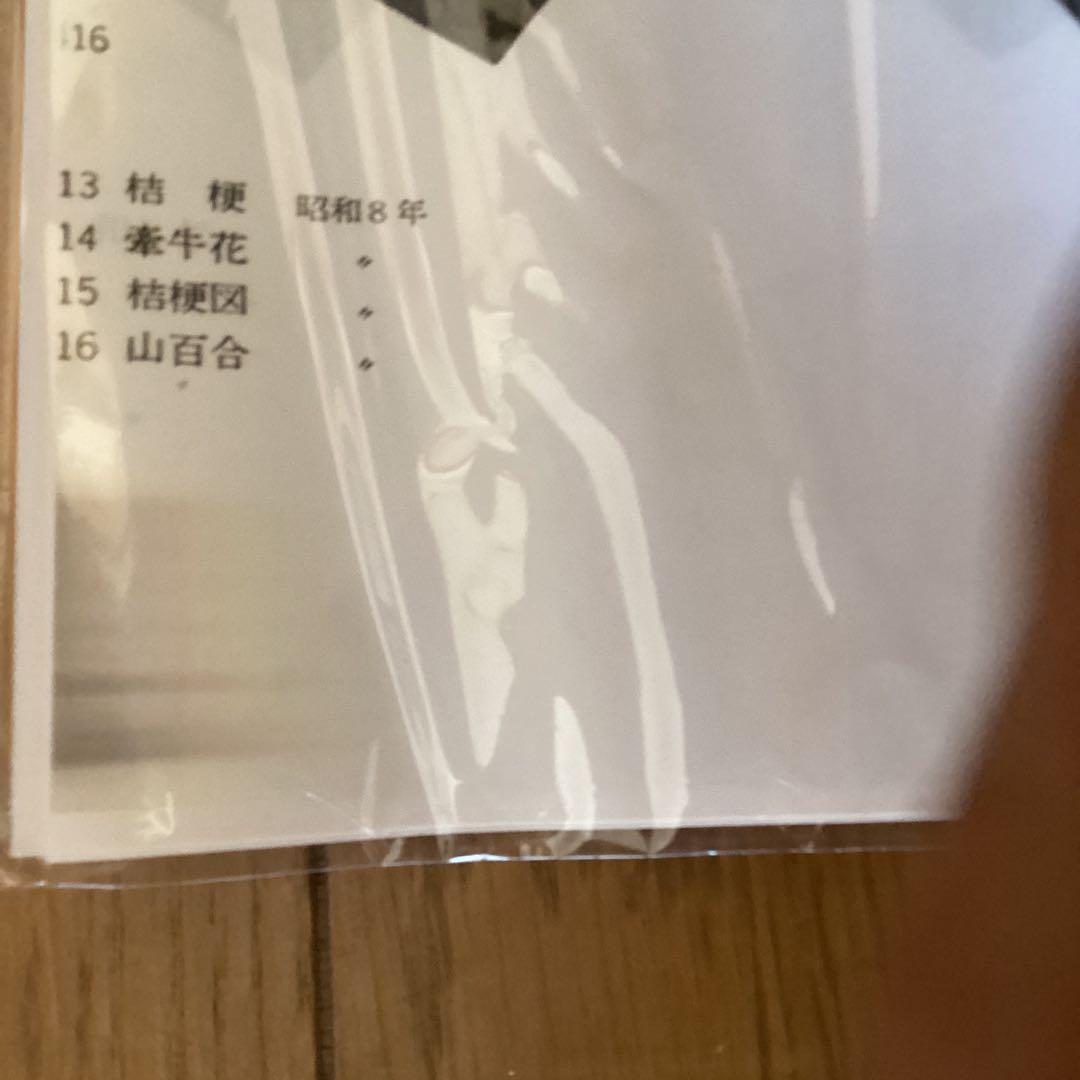 16
13 桔 梗 昭和8年
14 牽牛花 〃
15 桔梗図 〃
16 山百合 〃